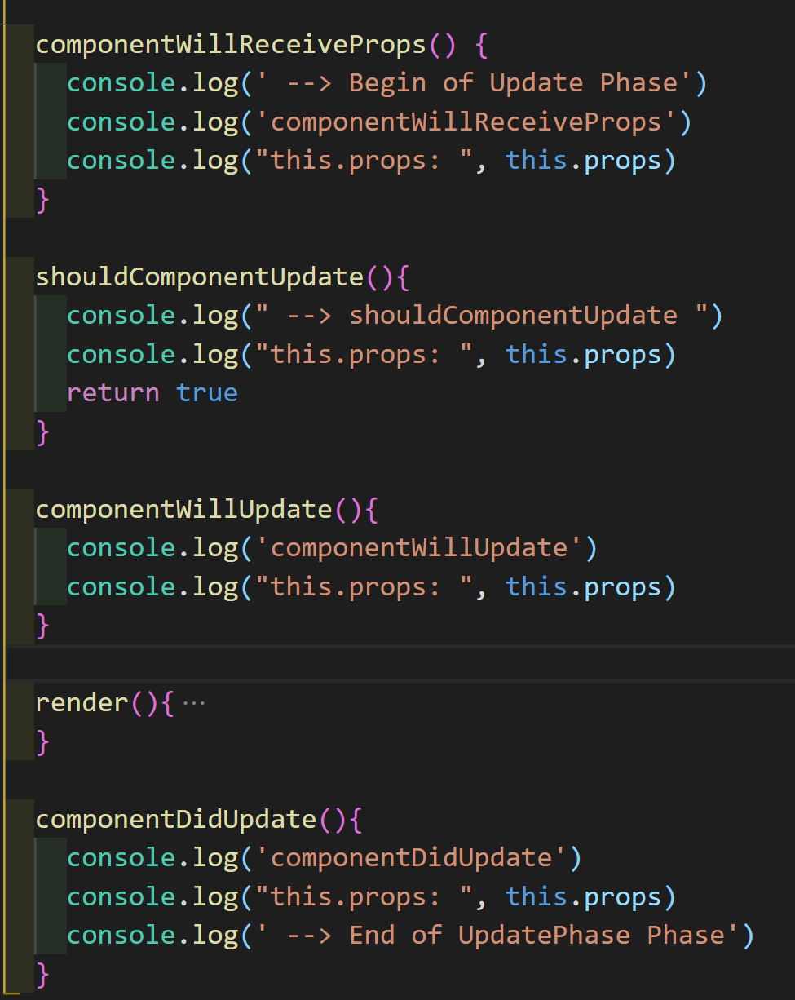 componentWillReceiveProps() {
  console.log(' --> Begin of Update Phase')
  console.log('componentWillReceiveProps')
  console.log("this.props: ", this.props)
}

shouldComponentUpdate(){
  console.log(" --> shouldComponentUpdate ")
  console.log("this.props: ", this.props)
  return true
}

componentWillUpdate(){
  console.log('componentWillUpdate')
  console.log("this.props: ", this.props)
}

render(){ ···
}

componentDidUpdate(){
  console.log('componentDidUpdate')
  console.log("this.props: ", this.props)
  console.log(' --> End of UpdatePhase Phase')
}